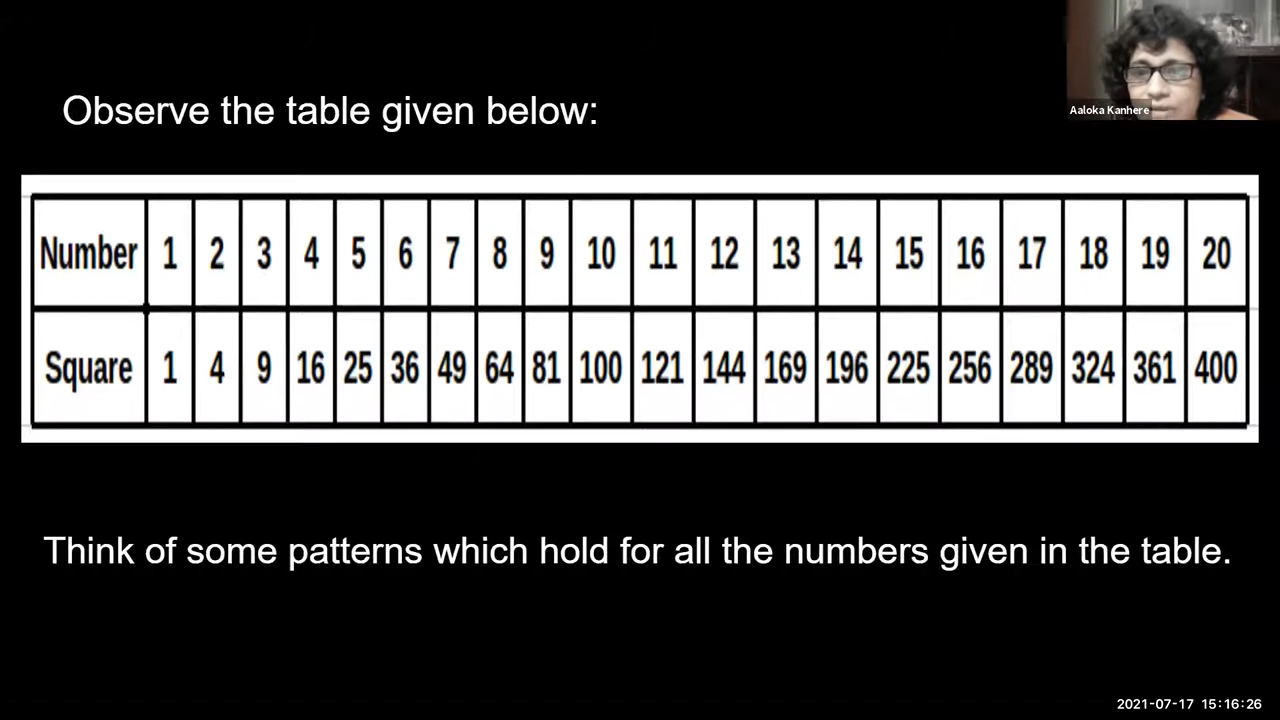 Observe the table given below:
Aaloka Kanhere
Number 1 2 3 4 5 6 7 8 9 10 11 12 13 14 15 16 17 18 19 20
Square 1 4 9 16 25 36 49 64 81 100 121 144 169 196 225 256 289 324 361 400
Think of some patterns which hold for all the numbers given in the table.
2021-07-17 15:16:26